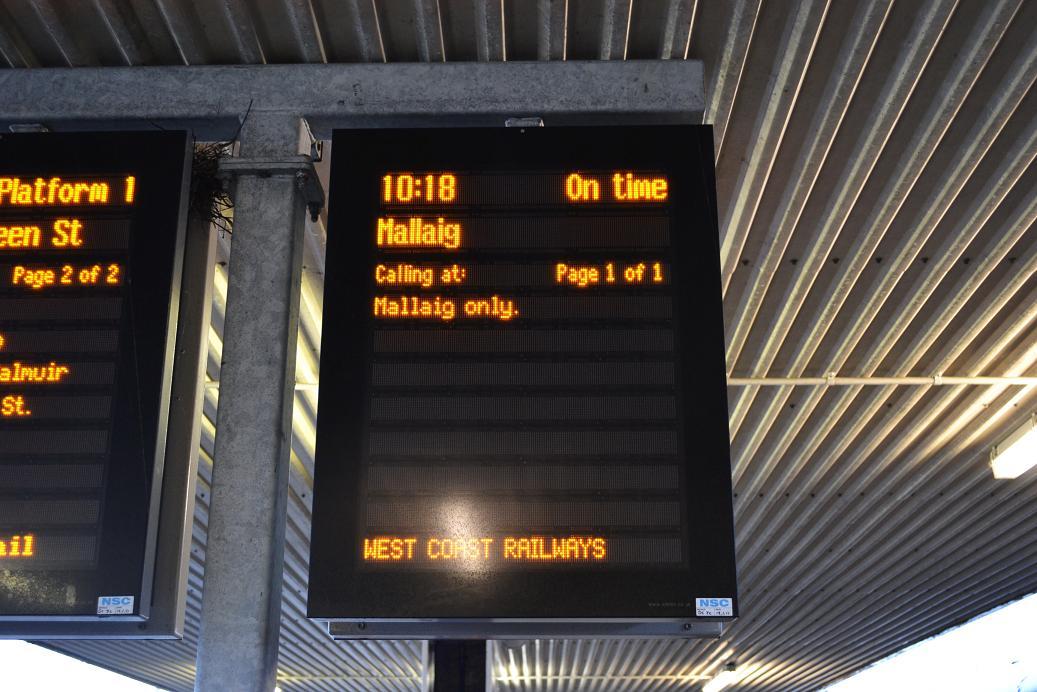 Platform 1
een St
Page 2 of 2
almuir
St.
ail
NSC
10:18 On time
Mallaig
Calling at: Page 1 of 1
Mallaig only.
WEST COAST RAILWAYS
NSC